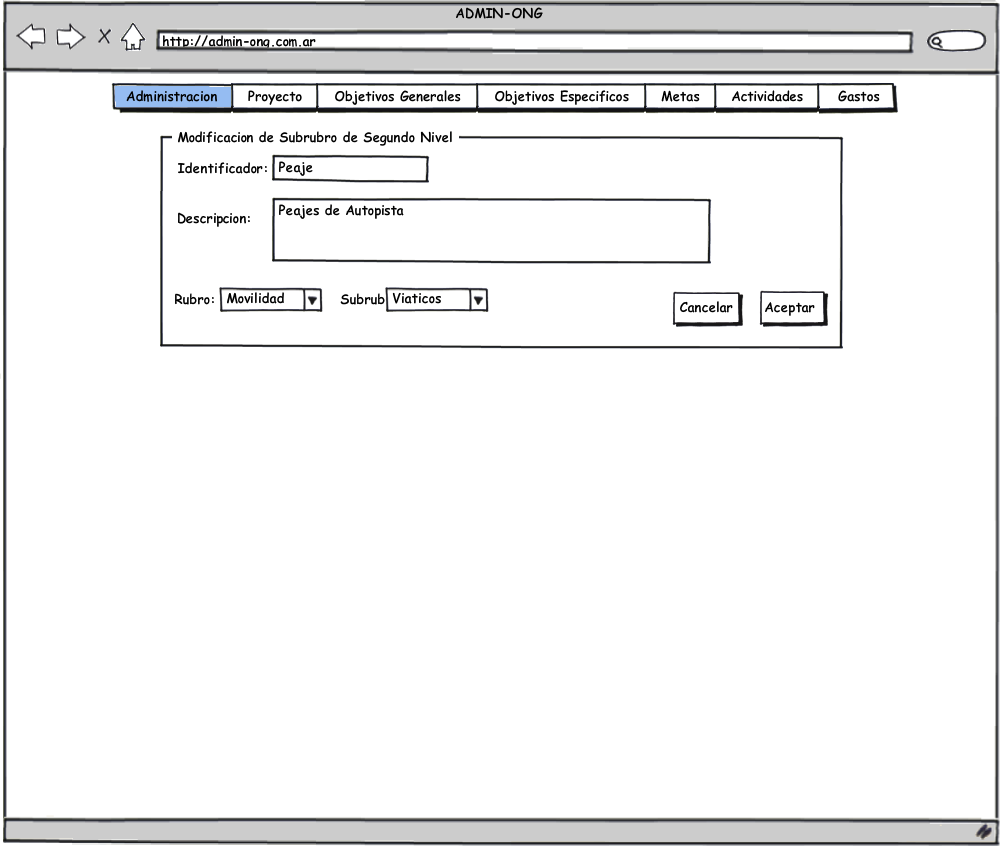 ADMIN-ONG
http://admin-ong.com.ar
Administracion Proyecto Objetivos Generales Objetivos Especificos Metas Actividades Gastos
Modificacion de Subrubro de Segundo Nivel
Identificador: Peaje
Descripcion: Peajes de Autopista
Rubro: Movilidad Subrub Viaticos Cancelar Aceptar